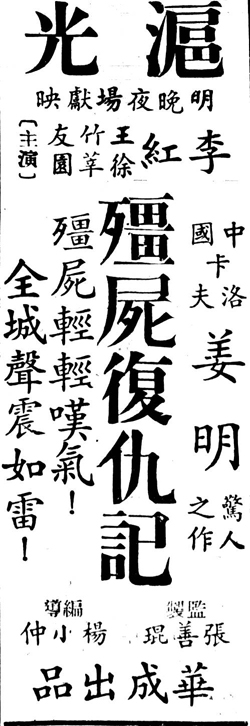 滬光
明晚夜場獻映
李紅
王竹友
徐莘園
〔主演〕
中國卡洛夫
姜明
驚人之作
殭屍復仇記
殭屍輕輕嘆氣！
全城聲震如雷！
監製
張善琨
編導
楊小仲
華成出品